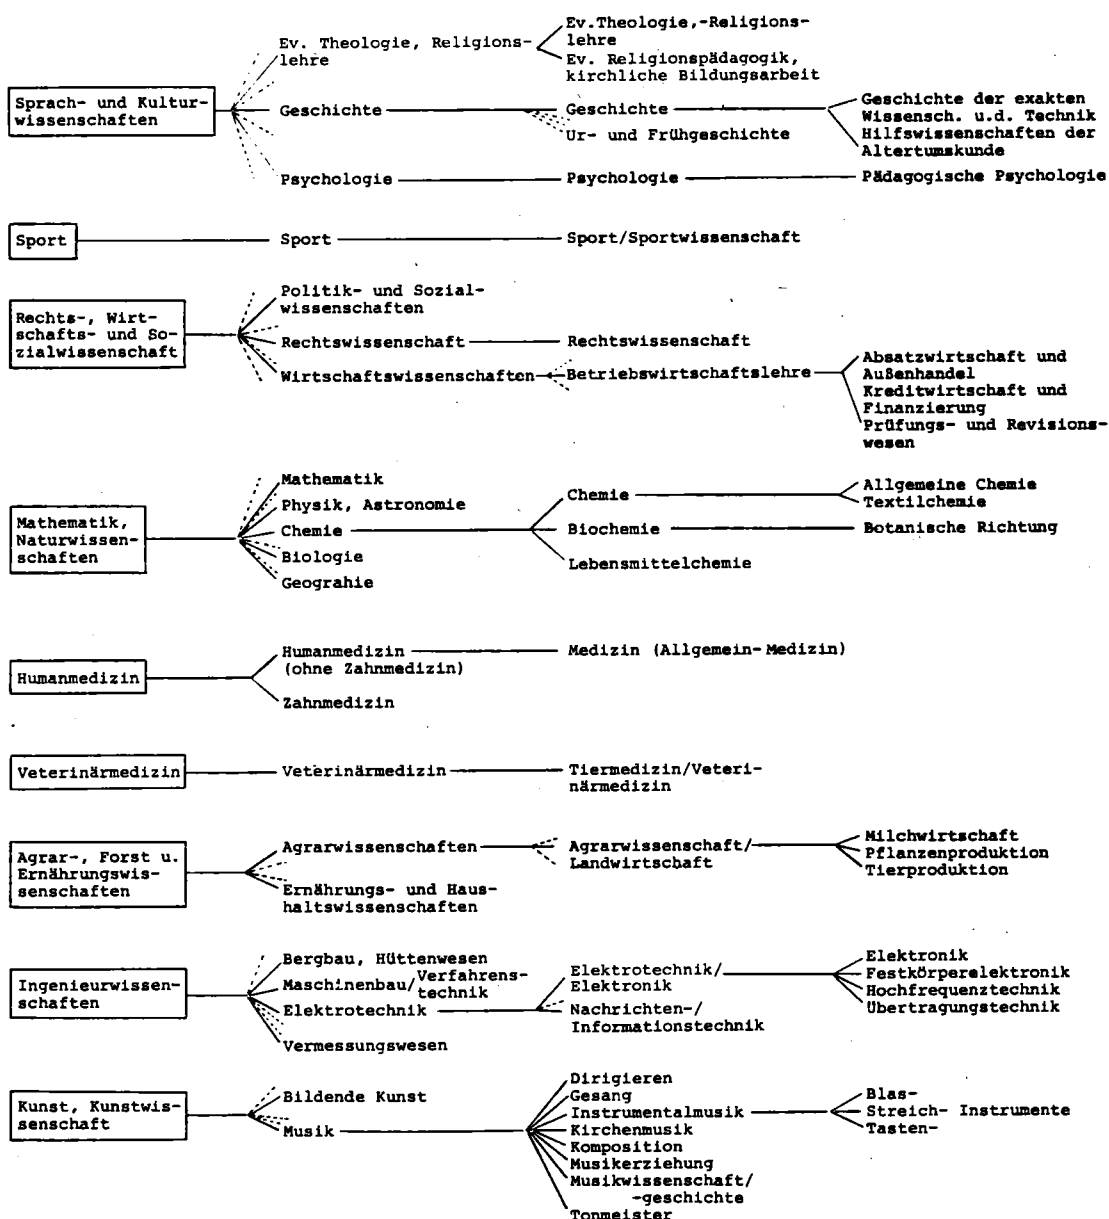 Sprach- und Kultur-
wissenschaften
Ev. Theologie, Religions-
lehre
Ev.Theologie,-Religions-
lehre
Ev. Religionspädagogik,
kirchliche Bildungsarbeit
Geschichte
Geschichte
Ur- und Frühgeschichte
Geschichte der exakten
Wissensch. u.d. Technik
Hilfswissenschaften der
Altertumskunde
Psychologie
Psychologie
Pädagogische Psychologie
Sport
Sport
Sport/Sportwissenschaft
Rechts-, Wirt-
schafts- und So-
zialwissenschaft
Politik- und Sozial-
wissenschaften
Rechtswissenschaft
Rechtswissenschaft
Wirtschaftswissenschaften
Betriebswirtschaftslehre
Absatzwirtschaft und
Außenhandel
Kreditwirtschaft und
Finanzierung
Prüfungs- und Revisions-
wesen
Mathematik,
Naturwissen-
schaften
Mathematik
Physik, Astronomie
Chemie
Biologie
Geograhie
Chemie
Biochemie
Lebensmittelchemie
Allgemeine Chemie
Textilchemie
Botanische Richtung
Humanmedizin
Humanmedizin
(ohne Zahnmedizin)
Zahnmedizin
Medizin (Allgemein-Medizin)
Veterinärmedizin
Veterinärmedizin
Tiermedizin/Veteri-
närmedizin
Agrar-, Forst u.
Ernährungswis-
senschaften
Agrarwissenschaften
Ernährungs- und Haus-
haltswissenschaften
Agrarwissenschaft/
Landwirtschaft
Milchwirtschaft
Pflanzenproduktion
Tierproduktion
Ingenieurwissen-
schaften
Bergbau, Hüttenwesen
Maschinenbau/Verfahrens-
technik
Elektrotechnik
Vermessungswesen
Elektrotechnik/
Elektronik
Nachrichten-/
Informationstechnik
Elektronik
Festkörperelektronik
Hochfrequenztechnik
Übertragungstechnik
Kunst, Kunstwis-
senschaft
Bildende Kunst
Musik
Dirigieren
Gesang
Instrumentalmusik
Kirchenmusik
Komposition
Musikerziehung
Musikwissenschaft/
-geschichte
Tonmeister
Blas-
Streich- Instrumente
Tasten-